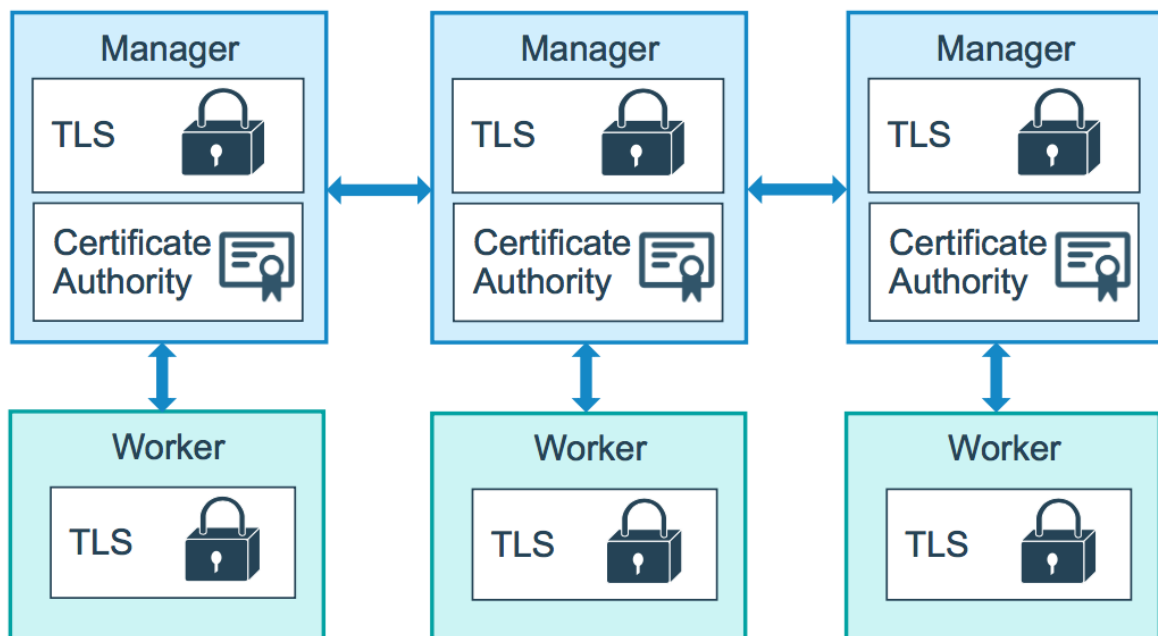 Manager
TLS
Certificate
Authority
Manager
TLS
Certificate
Authority
Manager
TLS
Certificate
Authority
Worker
TLS
Worker
TLS
Worker
TLS